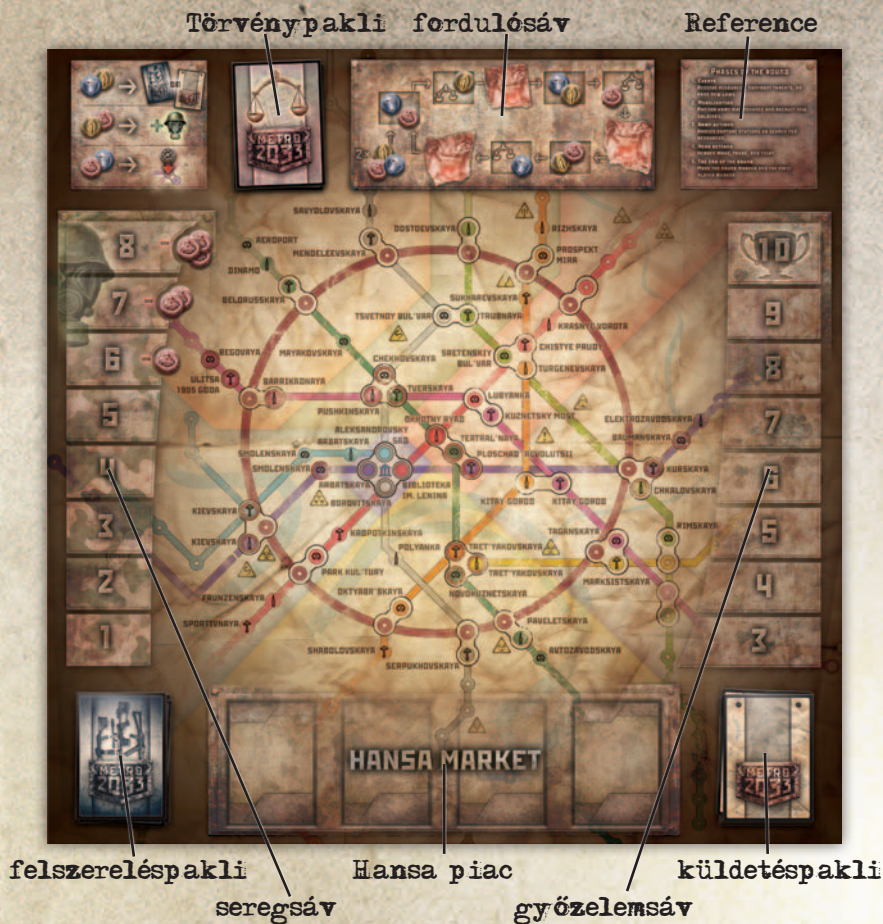 Törvénypakli fordulósáv Reference
OR
METRO
2033
PHASES OF THE ROUND
SAVYOLOVSKAYA
DOSTOEVSKAYA
RIZHSKAYA
AEROPORT
MENDELEEVSKAYA
PROSPEKT
MIRA
8
10
DINAMO
BELORUSSKAYA
SUKHAREVSKAYA
7
9
TSVETNOY BUL'VAR
TRUBNAYA
KRASNYE VOROTA
MAYAKOVSKAYA
SRETENSKIY
BUL'VAR
CHISTYE PRUDY
6
8
BEGOVAYA
CHEKHOVSKAYA
TURGENEVSKAYA
ULITSA
1905 GODA
BARRIKADNAYA
TVERSKAYA
LUBYANKA
5
7
PUSHKINSKAYA
KUZNETSKY MOST
OKHOTNY RYAD
ELEKTROZAVODSKAYA
ALEKSANDROVSKY
SAD
TEATRAL'NAYA
BAUMANSKAYA
ARBATSKAYA
SMOLENSKAYA
PLOSCHAD REVOLUTSII
4
6
SMOLENSKAYA
KURSKAYA
ARBATSKAYA
BIBLIOTEKA
IM. LENINA
CHKALOVSKAYA
BOROVITSKAYA
KITAY GOROD
KITAY GOROD
KIEVSKAYA
3
5
RIMSKAYA
KROPOTKINSKAYA
TAGANSKAYA
KIEVSKAYA
POLYANKA
TRET'YAKOVSKAYA
PARK KUL'TURY
TRET'YAKOVSKAYA
MARKSISTSKAYA
2
4
FRUNZENSKAYA
OKTYABR'SKAYA
NOVOKUZNETSKAYA
SPORTIVNAYA
PAVELETSKAYA
1
3
SHABOLOVSKAYA
AVTOZAVODSKAYA
SERPUKHOVSKAYA
METRO
2033
HANSA MARKET
METRO
2033
felszereléspakli Hansa piac küldetéspakli
seregsáv győzelemsáv